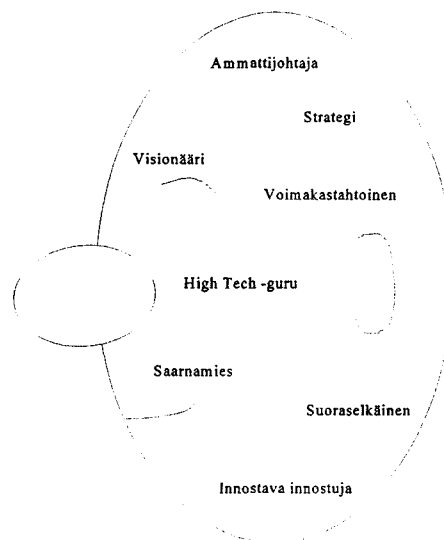 Ammattijohtaja
Strategi
Visionääri
Voimakastahtoinen
High Tech -guru
Saarnamies
Suoraselkäinen
Innostava innostuja